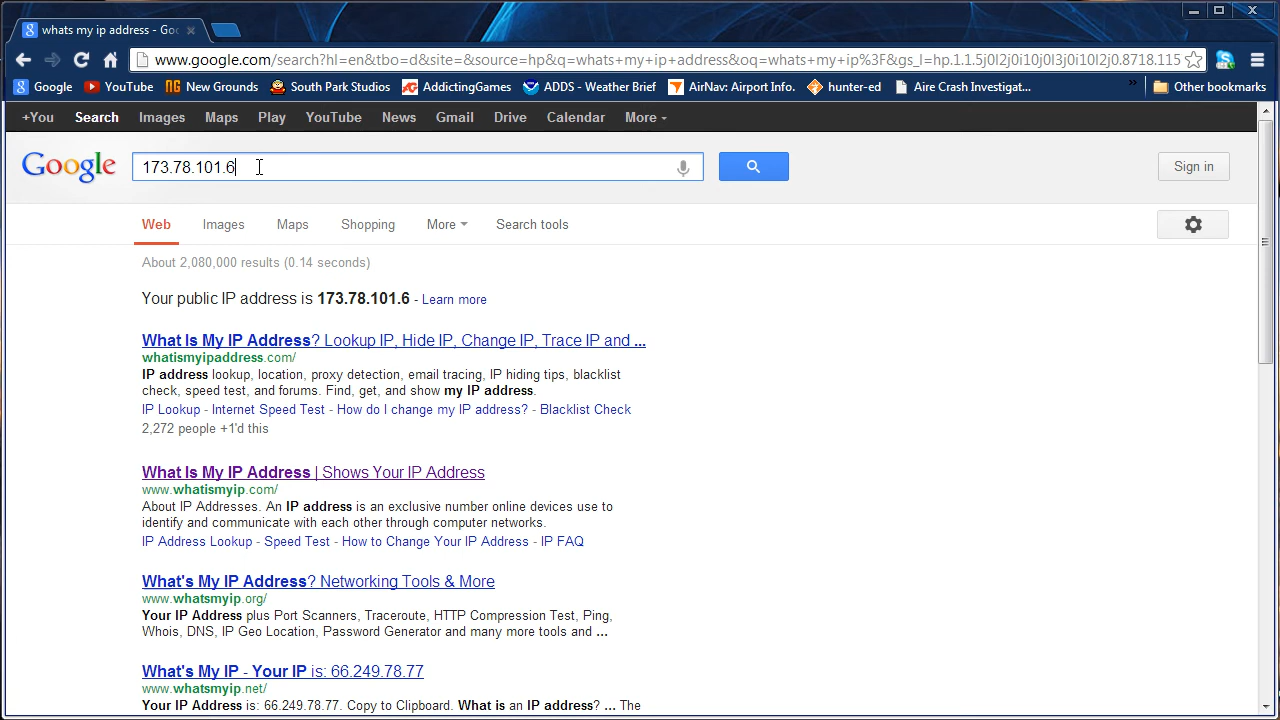 whats my ip address - Goo
www.google.com/search?hl=en&tbo=d&site=&source=hp&q=whats+my+ip+address&oq=whats+my+ip%3F&gs_l=hp.1.1.5j0l2j0i10j0l3j0i10l2j0.8718.115
Google YouTube New Grounds South Park Studios AddictingGames ADDS - Weather Brief AirNav: Airport Info. hunter-ed Aire Crash Investigat... » Other bookmarks
+You Search Images Maps Play YouTube News Gmail Drive Calendar More
Google 173.78.101.6 Sign in
Web Images Maps Shopping More Search tools
About 2,080,000 results (0.14 seconds)
Your public IP address is 173.78.101.6 - Learn more
What Is My IP Address? Lookup IP, Hide IP, Change IP, Trace IP and ...
whatismyipaddress.com/
IP address lookup, location, proxy detection, email tracing, IP hiding tips, blacklist
check, speed test, and forums. Find, get, and show my IP address.
IP Lookup - Internet Speed Test - How do I change my IP address? - Blacklist Check
2,272 people +1'd this
What Is My IP Address | Shows Your IP Address
www.whatismyip.com/
About IP Addresses. An IP address is an exclusive number online devices use to
identify and communicate with each other through computer networks.
IP Address Lookup - Speed Test - How to Change Your IP Address - IP FAQ
What's My IP Address? Networking Tools & More
www.whatsmyip.org/
Your IP Address plus Port Scanners, Traceroute, HTTP Compression Test, Ping,
Whois, DNS, IP Geo Location, Password Generator and many more tools and ...
What's My IP - Your IP is: 66.249.78.77
www.whatsmyip.net/
Your IP Address is: 66.249.78.77. Copy to Clipboard. What is an IP address? ... The